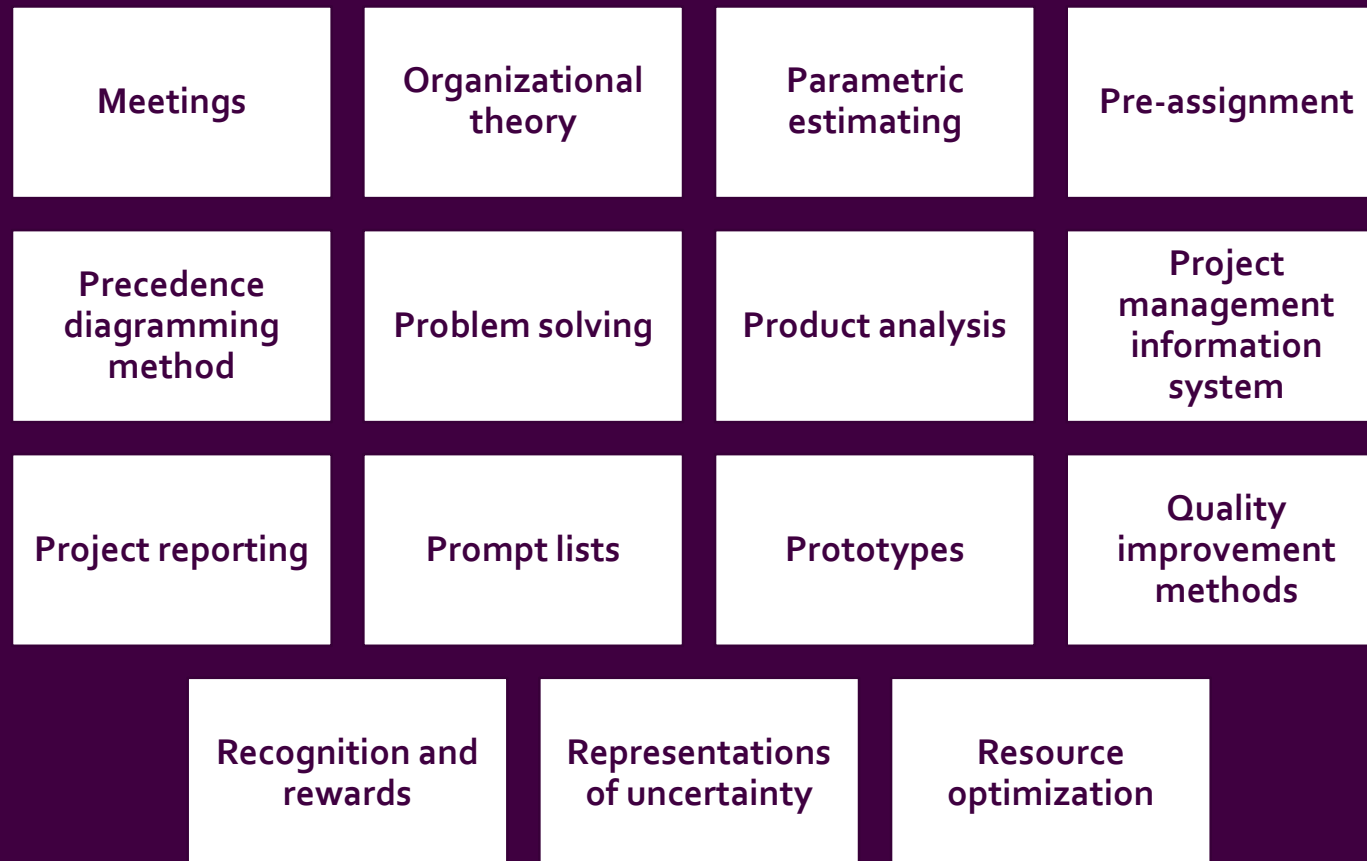 Meetings
Organizational
theory
Parametric
estimating
Pre-assignment
Precedence
diagramming
method
Problem solving
Product analysis
Project
management
information
system
Project reporting
Prompt lists
Prototypes
Quality
improvement
methods
Recognition and
rewards
Representations
of uncertainty
Resource
optimization